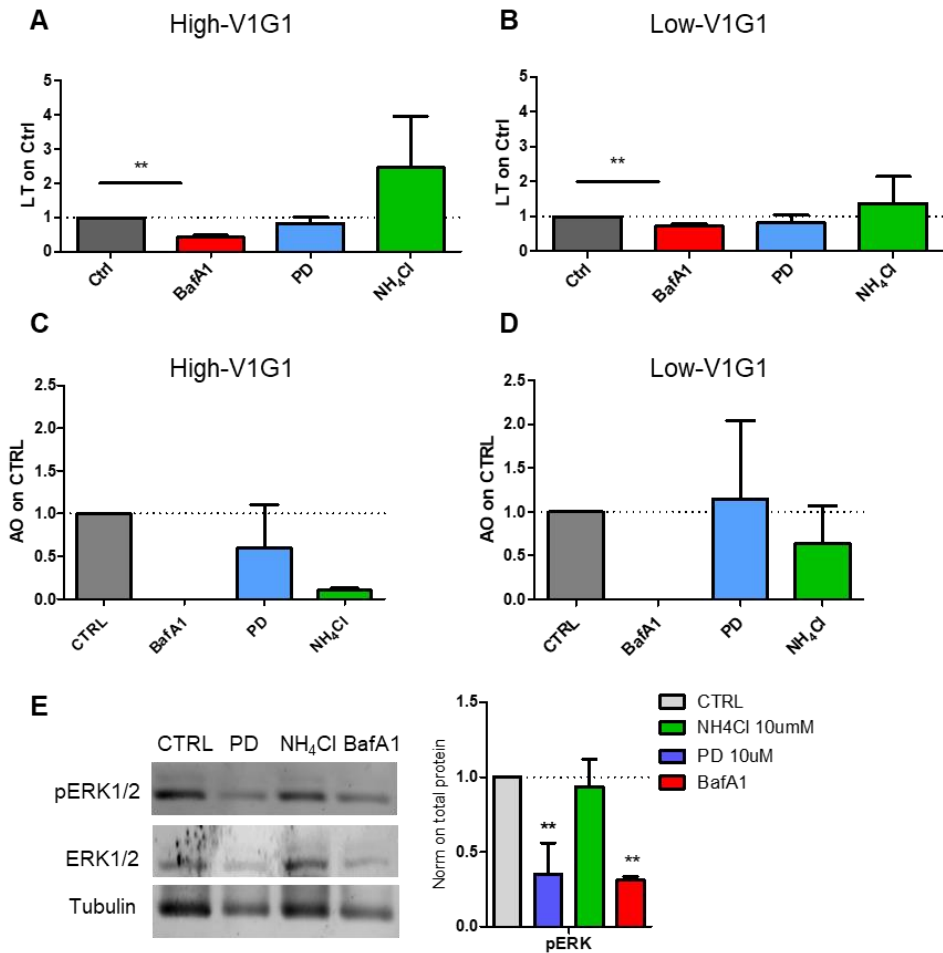 A
High-V1G1
LT on Ctrl
5
4
3
2
1
0
**
Ctrl
BafA1
PD
NH₄Cl
B
Low-V1G1
LT on Ctrl
5
4
3
2
1
0
**
Ctrl
BafA1
PD
NH₄Cl
C
High-V1G1
AO on CTRL
2.5
2.0
1.5
1.0
0.5
0.0
CTRL
BafA1
PD
NH₄Cl
D
Low-V1G1
AO on CTRL
2.5
2.0
1.5
1.0
0.5
0.0
CTRL
BafA1
PD
NH₄Cl
E
CTRL PD NH₄Cl BafA1
pERK1/2
ERK1/2
Tubulin
Norm on total protein
1.5
1.0
0.5
0.0
**
**
pERK
CTRL
NH4Cl 10umM
PD 10uM
BafA1